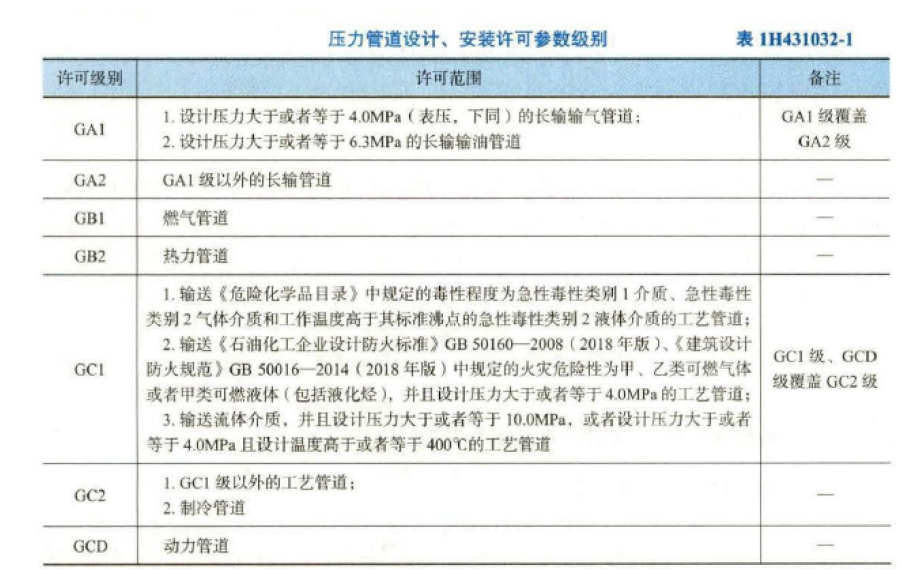 压力管道设计、安装许可参数级别 表 1H431032-1
许可级别 许可范围 备注
GA1 1. 设计压力大于或者等于 4.0MPa（表压，下同）的长输输气管道；
2. 设计压力大于或者等于 6.3MPa 的长输输油管道
GA1 级覆盖
GA2 级
GA2 GA1 级以外的长输管道 —
GB1 燃气管道 —
GB2 热力管道 —
GC1
1. 输送《危险化学品目录》中规定的毒性程度为急性毒性类别 1 介质、急性毒性
类别 2 气体介质和工作温度高于其标准沸点的急性毒性类别 2 液体介质的工艺管道；
2. 输送《石油化工企业设计防火标准》GB 50160—2008（2018 年版）、《建筑设计
防火规范》GB 50016—2014（2018 年版）中规定的火灾危险性为甲、乙类可燃气体
或者甲类可燃液体（包括液化烃），并且设计压力大于或者等于 4.0MPa 的工艺管道；
3. 输送流体介质，并且设计压力大于或者等于 10.0MPa，或者设计压力大于或者
等于 4.0MPa 且设计温度高于或者等于 400℃的工艺管道
GC1 级、GCD
级覆盖 GC2 级
GC2 1. GC1 级以外的工艺管道；
2. 制冷管道
—
GCD 动力管道 —